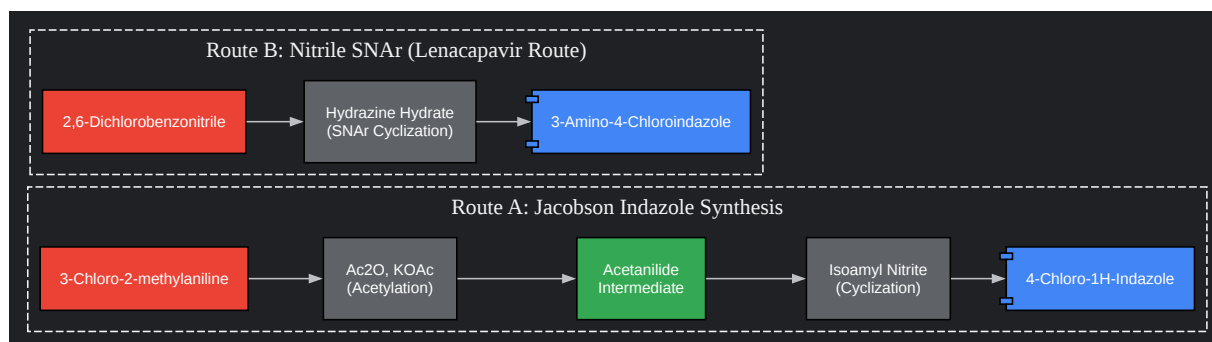 Route B: Nitrile SNAr (Lenacapavir Route)
2,6-Dichlorobenzonitrile
Hydrazine Hydrate
(SNAr Cyclization)
3-Amino-4-Chloroindazole
Route A: Jacobson Indazole Synthesis
3-Chloro-2-methylaniline
Ac2O, KOAc
(Acetylation)
Acetanilide
Intermediate
Isoamyl Nitrite
(Cyclization)
4-Chloro-1H-Indazole